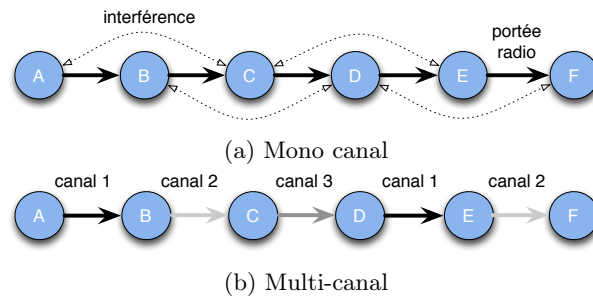 interférence
portée
radio
A B C D E F
(a) Mono canal
canal 1 canal 2 canal 3 canal 1 canal 2
A B C D E F
(b) Multi-canal